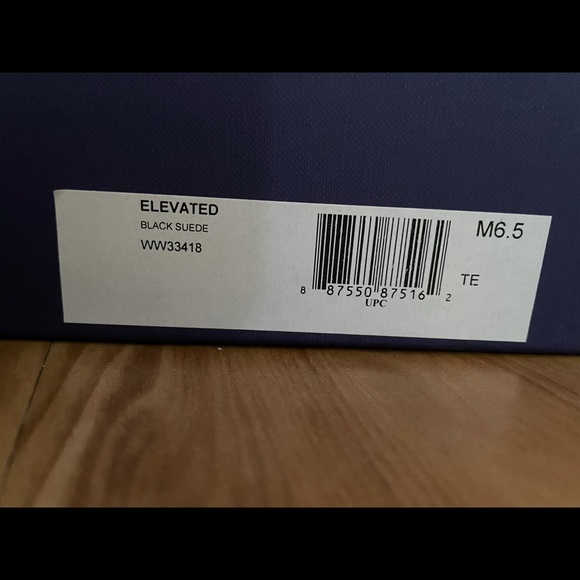 ELEVATED
BLACK SUEDE
WW33418
M6.5
TE
8 87550 87516 2
UPC